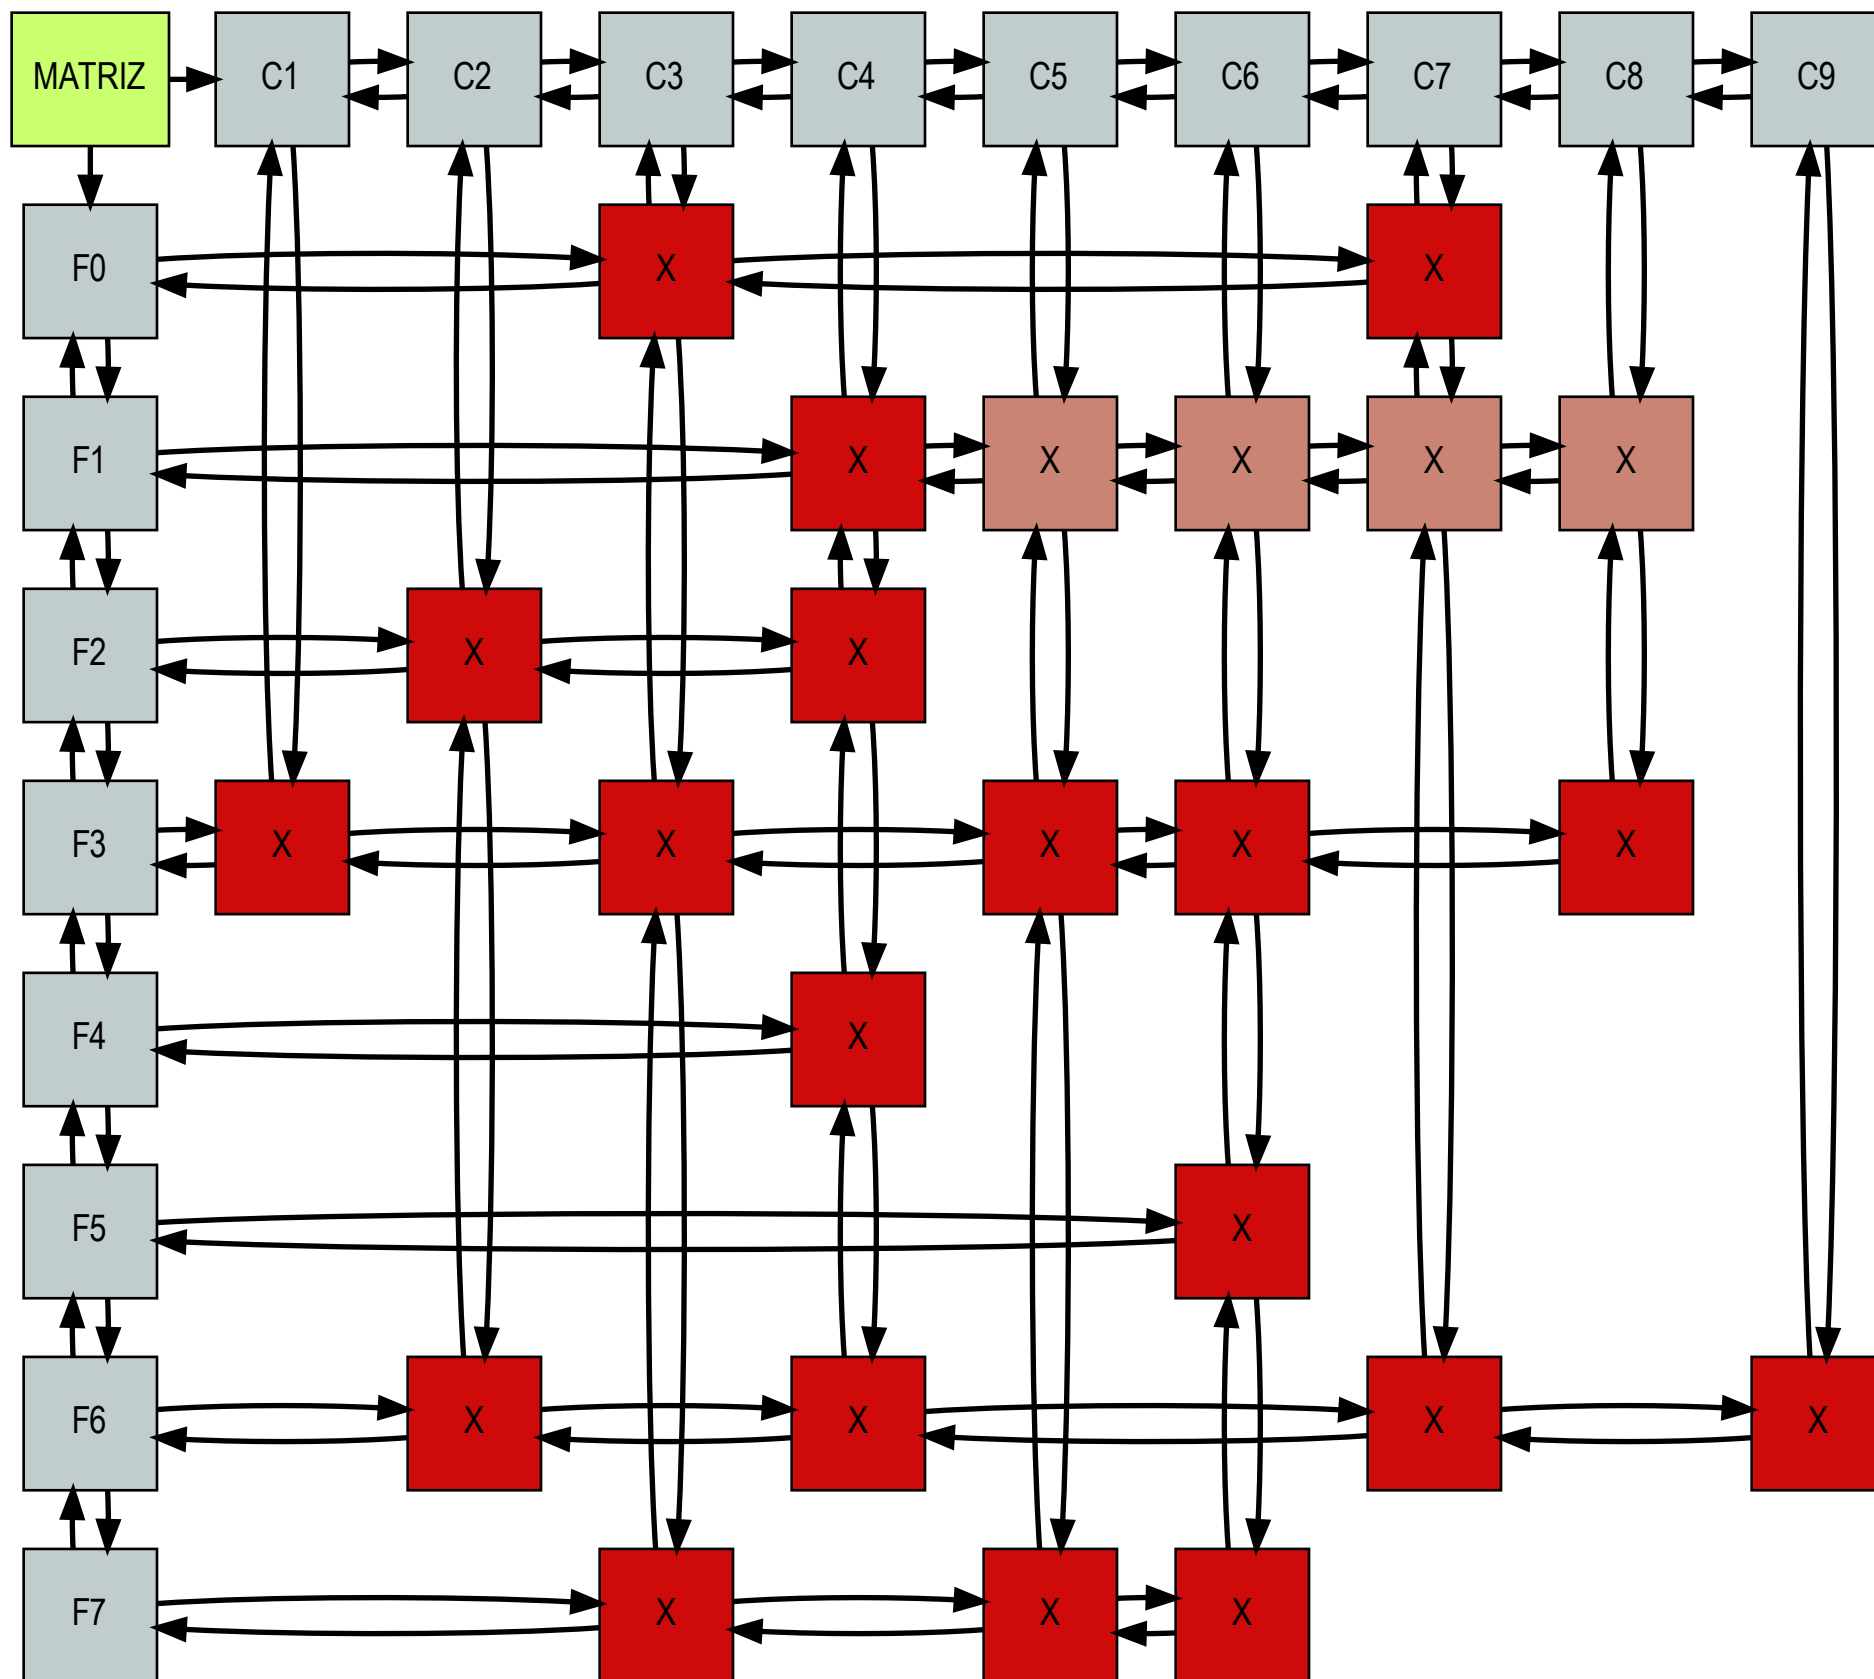 MATRIZ C1 C2 C3 C4 C5 C6 C7 C8 C9
F0 X X
F1 X X X X X
F2 X X
F3 X X X X X
F4 X
F5 X
F6 X X X X
F7 X X X